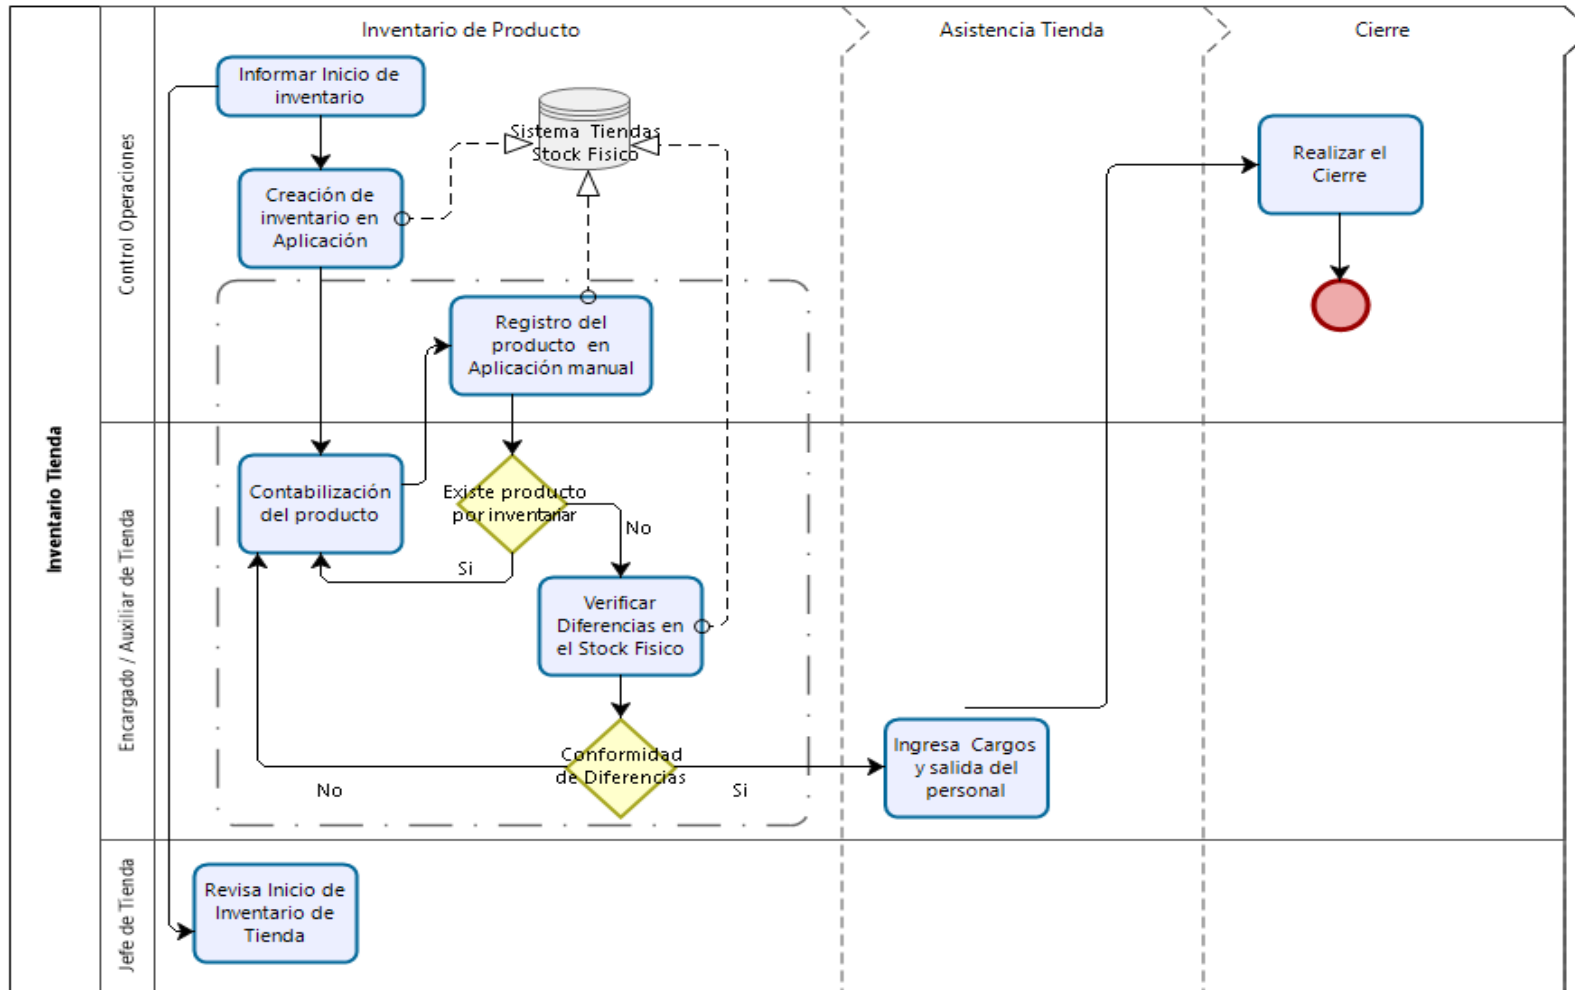 Inventario de Producto
Asistencia Tienda
Cierre
Inventario Tienda
Control Operaciones
Informar Inicio de
inventario
Sistema Tiendas
Stock Fisico
Creación de
inventario en
Aplicación
Registro del
producto en
Aplicación manual
Realizar el
Cierre
Encargado / Auxiliar de Tienda
Contabilización
del producto
Existe producto
por inventariar
No
Si
Verificar
Diferencias en
el Stock Fisico
Conformidad
de Diferencias
No
Si
Ingresa Cargos
y salida del
personal
Jefe de Tienda
Revisa Inicio de
Inventario de
Tienda